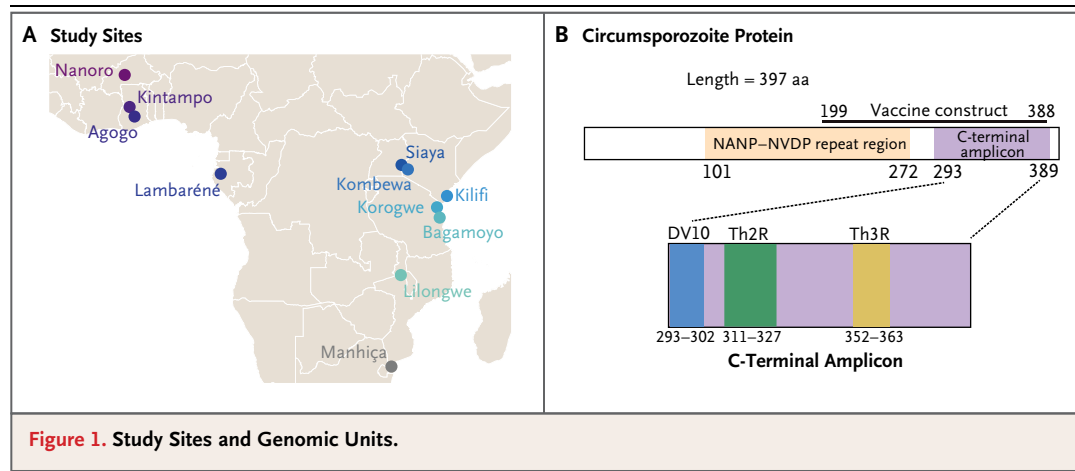 A Study Sites
Nanoro
Kintampo
Agogo
Lambaréné
Siaya
Kombewa
Kilifi
Korogwe
Bagamoyo
Lilongwe
Manhiça
B Circumsporozoite Protein
Length = 397 aa
199 Vaccine construct 388
NANP–NVDP repeat region
C-terminal
amplicon
101 272 293 389
DV10 Th2R Th3R
293–302 311–327 352–363
C-Terminal Amplicon
Figure 1. Study Sites and Genomic Units.